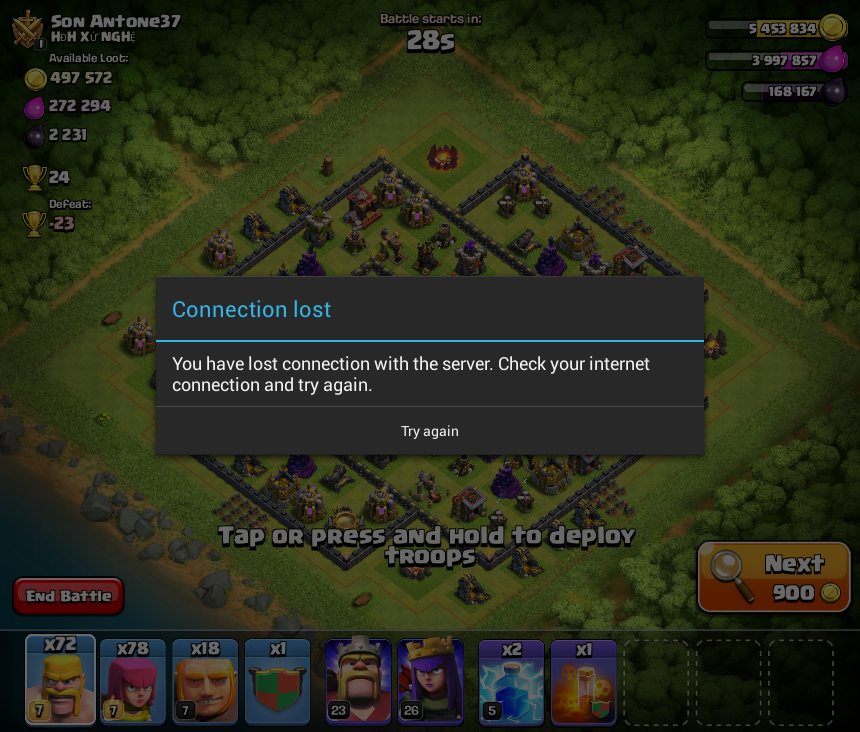 Son Antone37
HỘI XỨ NGHỆ
Available Loot:
497 572
272 294
2 231
24
Defeat:
-23
Battle starts in:
28s
5 453 834
3 997 857
168 167
Connection lost
You have lost connection with the server. Check your internet
connection and try again.
Try again
Tap or press and hold to deploy
troops
End Battle
Next
900
x72
x78
x18
x1
x2
x1
7
7
7
23
26
5